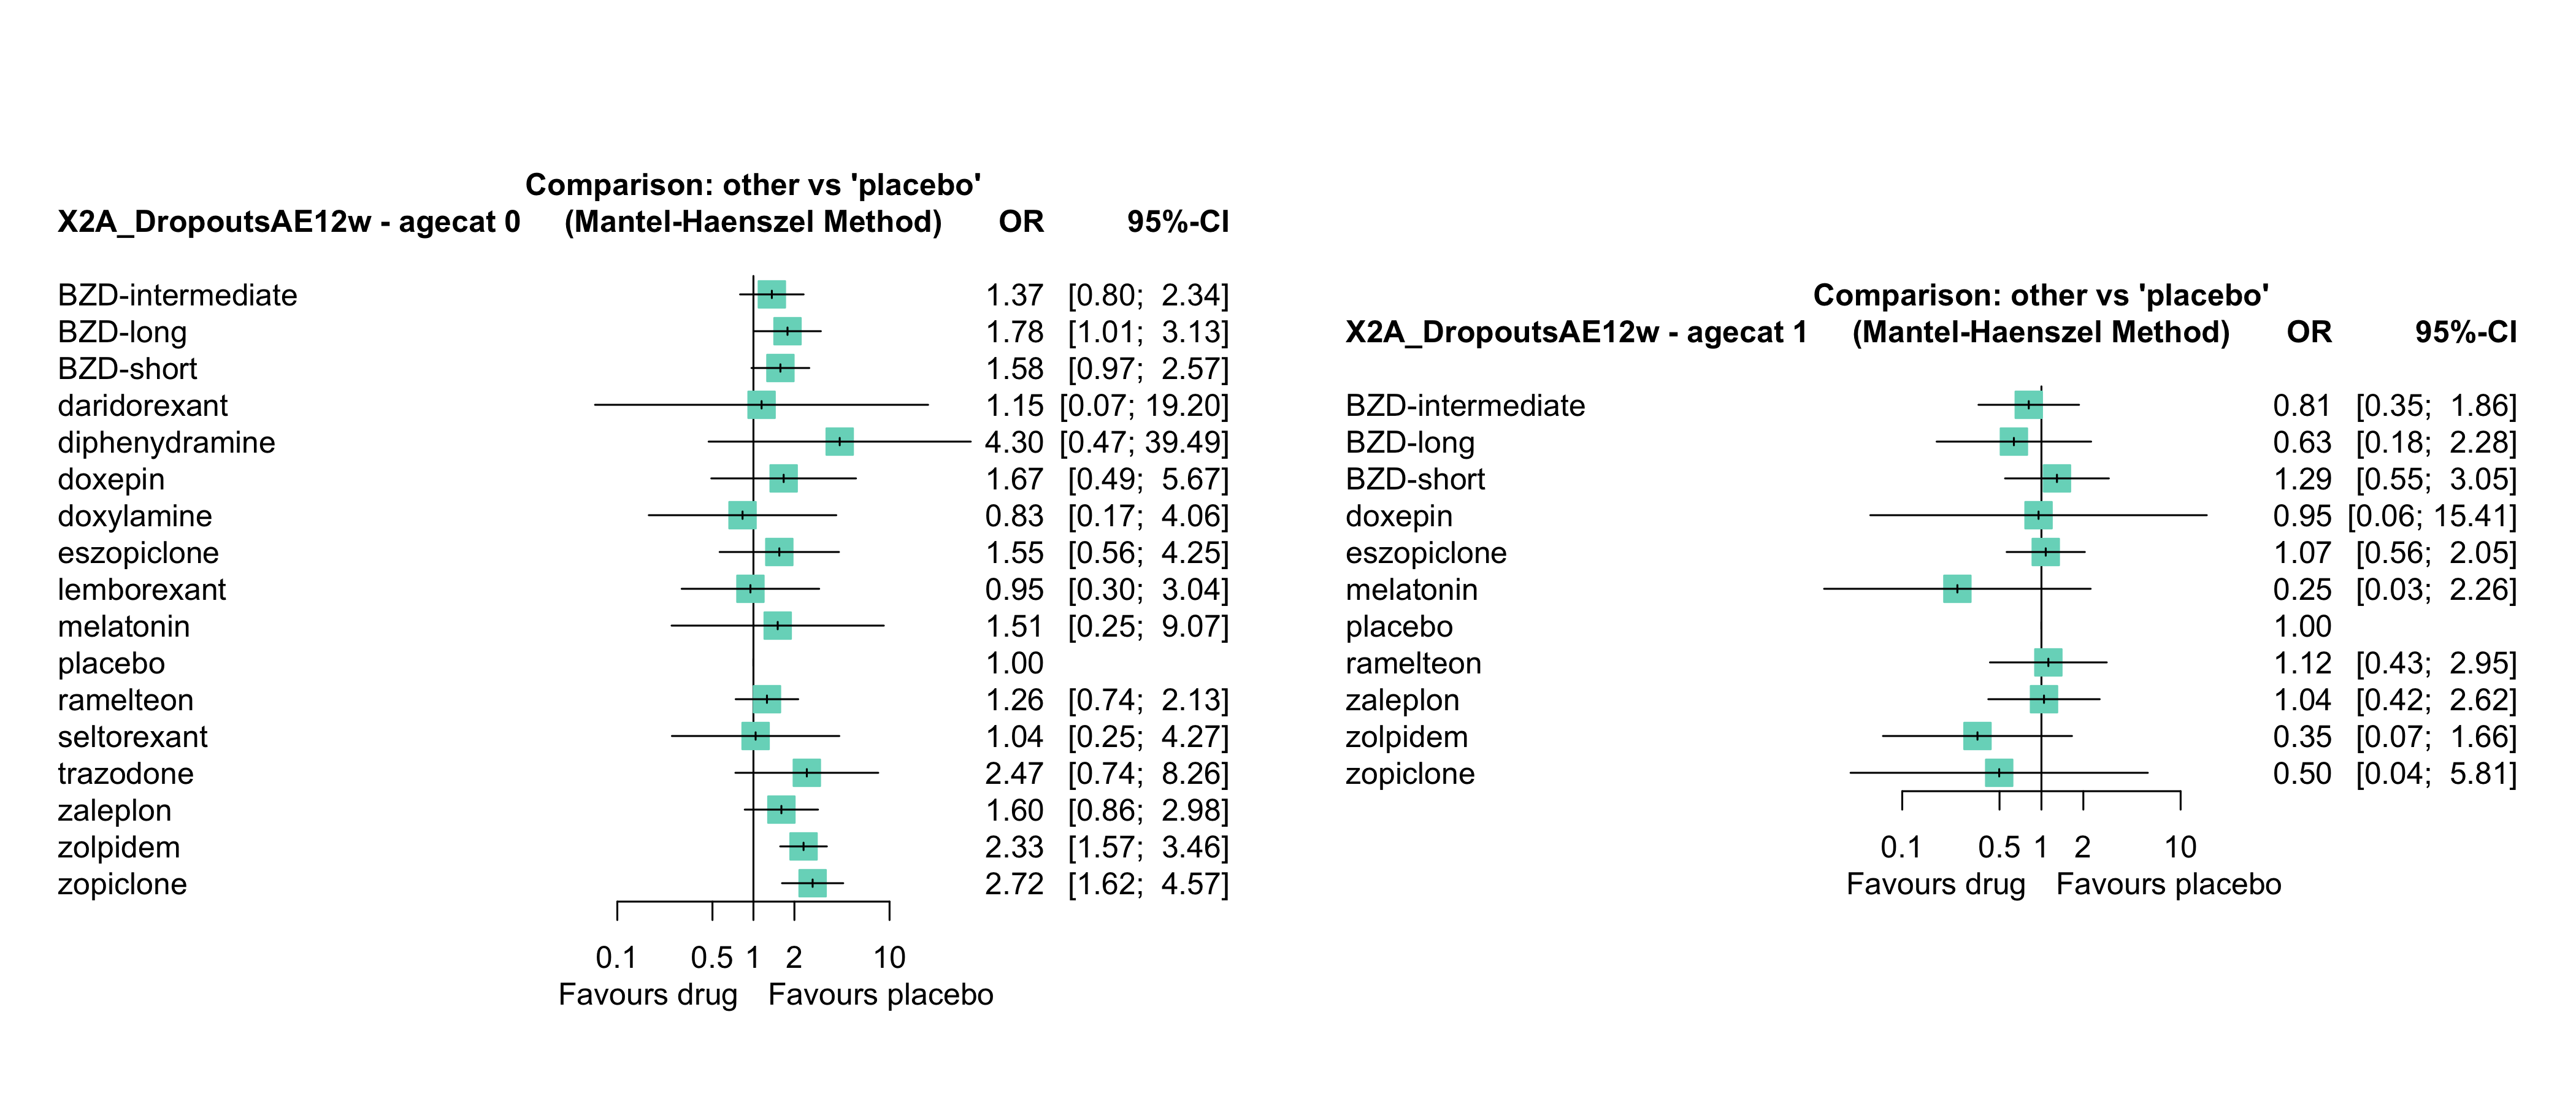 Comparison: other vs 'placebo'
X2A_DropoutsAE12w - agecat 0 (Mantel-Haenszel Method) OR 95%-CI
BZD-intermediate 1.37 [0.80; 2.34]
BZD-long 1.78 [1.01; 3.13]
BZD-short 1.58 [0.97; 2.57]
daridorexant 1.15 [0.07; 19.20]
diphenydramine 4.30 [0.47; 39.49]
doxepin 1.67 [0.49; 5.67]
doxylamine 0.83 [0.17; 4.06]
eszopiclone 1.55 [0.56; 4.25]
lemborexant 0.95 [0.30; 3.04]
melatonin 1.51 [0.25; 9.07]
placebo 1.00
ramelteon 1.26 [0.74; 2.13]
seltorexant 1.04 [0.25; 4.27]
trazodone 2.47 [0.74; 8.26]
zaleplon 1.60 [0.86; 2.98]
zolpidem 2.33 [1.57; 3.46]
zopiclone 2.72 [1.62; 4.57]
0.1 0.5 1 2 10
Favours drug Favours placebo
Comparison: other vs 'placebo'
X2A_DropoutsAE12w - agecat 1 (Mantel-Haenszel Method) OR 95%-CI
BZD-intermediate 0.81 [0.35; 1.86]
BZD-long 0.63 [0.18; 2.28]
BZD-short 1.29 [0.55; 3.05]
doxepin 0.95 [0.06; 15.41]
eszopiclone 1.07 [0.56; 2.05]
melatonin 0.25 [0.03; 2.26]
placebo 1.00
ramelteon 1.12 [0.43; 2.95]
zaleplon 1.04 [0.42; 2.62]
zolpidem 0.35 [0.07; 1.66]
zopiclone 0.50 [0.04; 5.81]
0.1 0.5 1 2 10
Favours drug Favours placebo